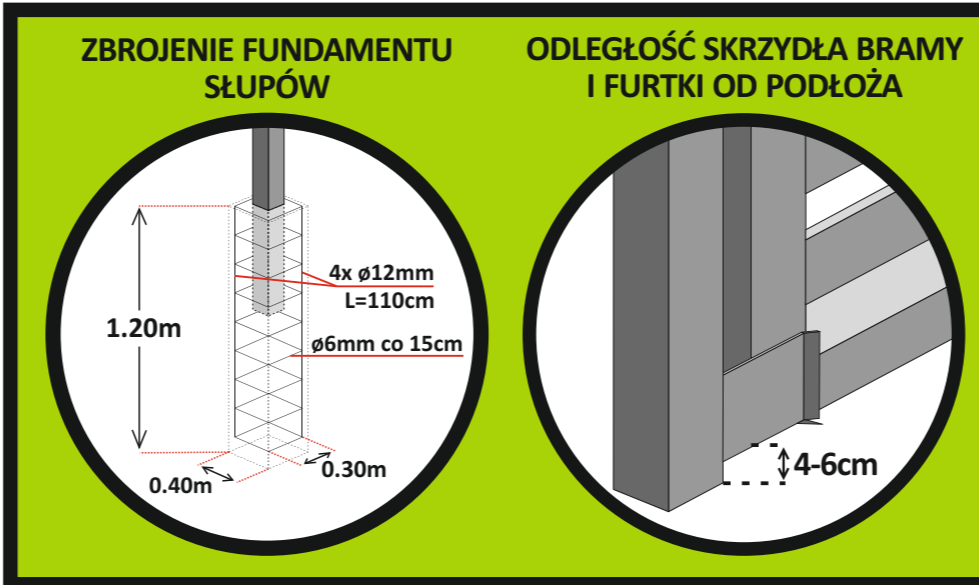 ZBROJENIE FUNDAMENTU
SŁUPÓW
4x ø12mm
L=110cm
1.20m
ø6mm co 15cm
0.40m
0.30m
ODLEGŁOŚĆ SKRZYDŁA BRAMY
I FURTKI OD PODŁOŻA
4-6cm